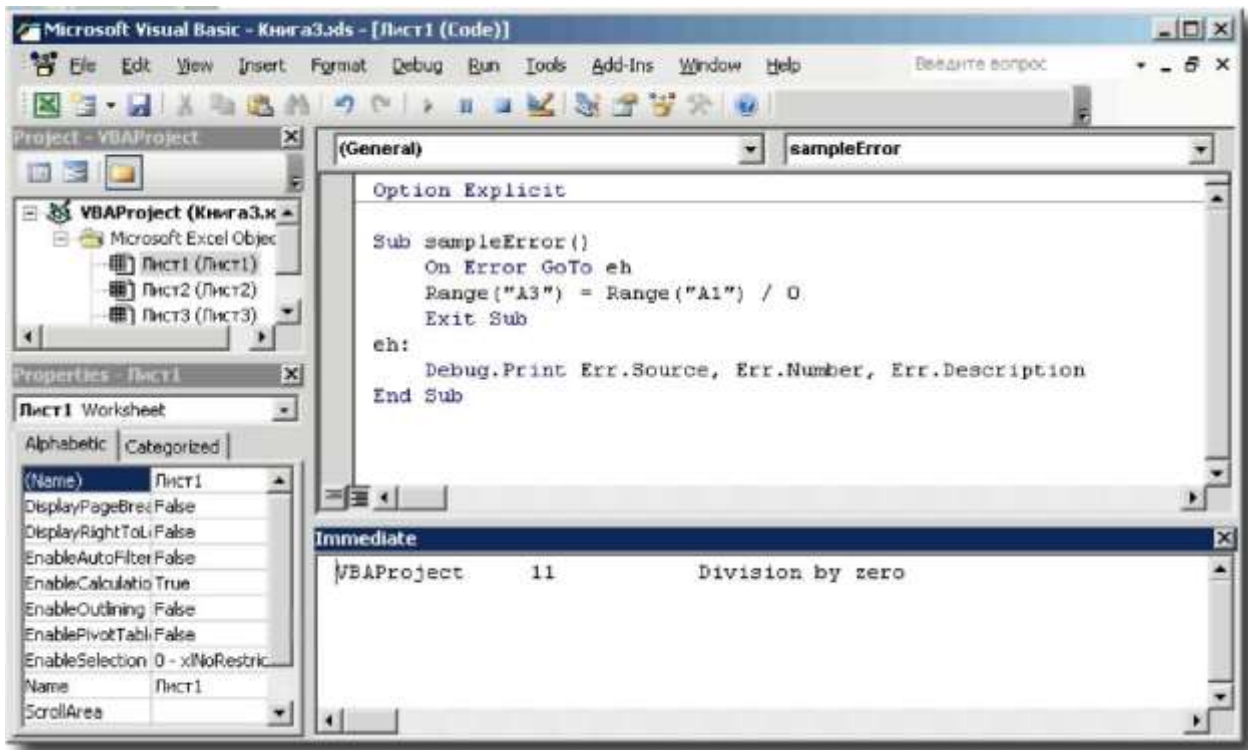 Microsoft Visual Basic - Книга3.xls - [Лист1 (Code)]
File Edit View Insert Format Debug Run Tools Add-Ins Window Help Введите вопрос
Project - VBAProject
VBAProject (Книга3.x
Microsoft Excel Objec
Лист1 (Лист1)
Лист2 (Лист2)
Лист3 (Лист3)
Properties - Лист1
Лист1 Worksheet
Alphabetic Categorized
(Name) Лист1
DisplayPageBrea False
DisplayRightToL False
EnableAutoFilter False
EnableCalculatio True
EnableOutlining False
EnablePivotTabl False
EnableSelection 0 - xlNoRestric
Name Лист1
ScrollArea
(General) sampleError
Option Explicit
Sub sampleError()
On Error GoTo eh
Range("A3") = Range("A1") / 0
Exit Sub
eh:
Debug.Print Err.Source, Err.Number, Err.Description
End Sub
Immediate
VBAProject 11 Division by zero